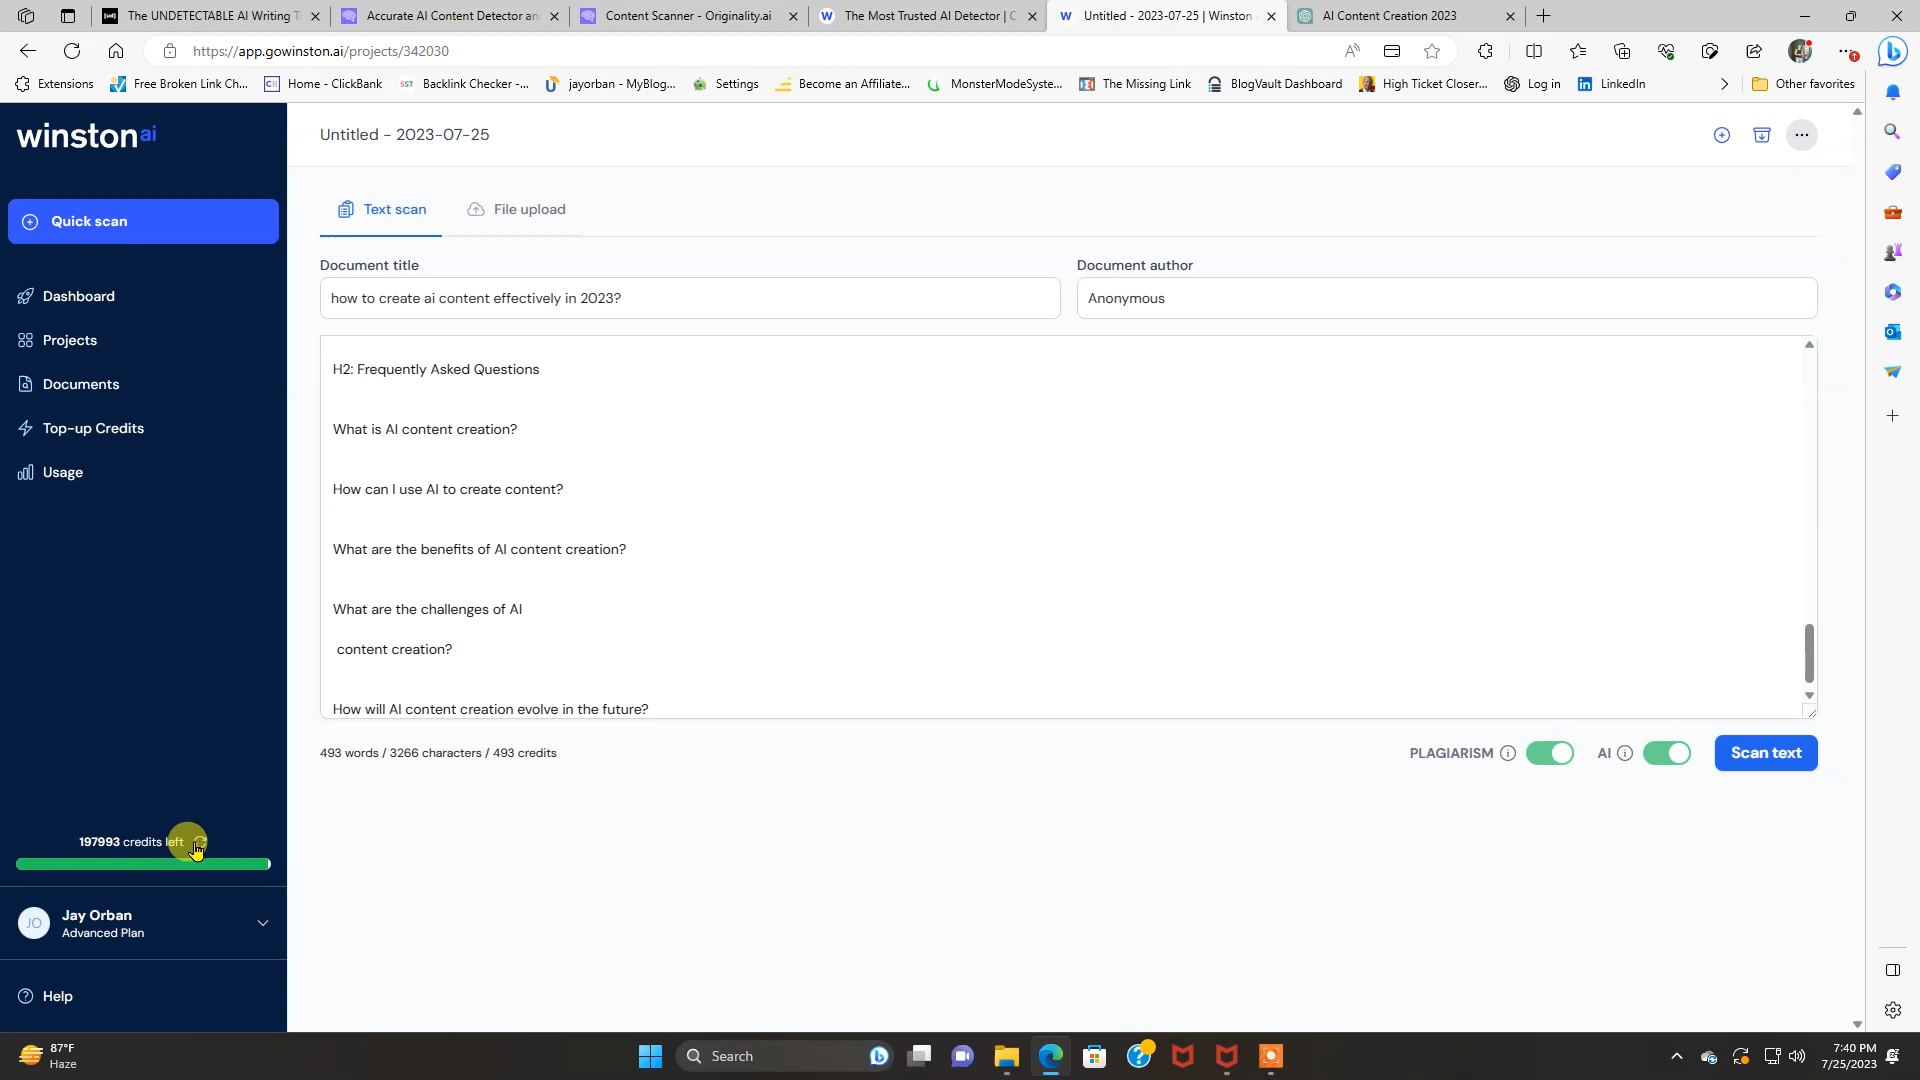 The UNDETECTABLE AI Writing T
Accurate AI Content Detector an
Content Scanner - Originality.ai
The Most Trusted AI Detector | C
Untitled - 2023-07-25 | Winston
AI Content Creation 2023
https://app.gowinston.ai/projects/342030
Extensions
Free Broken Link Ch...
Home - ClickBank
Backlink Checker -...
jayorban - MyBlog...
Settings
Become an Affiliate...
MonsterModeSyste...
The Missing Link
BlogVault Dashboard
High Ticket Closer...
Log in
LinkedIn
Other favorites
winston ai
Untitled - 2023-07-25
Quick scan
Text scan
File upload
Document title
Document author
how to create ai content effectively in 2023?
Anonymous
Dashboard
Projects
Documents
Top-up Credits
Usage
H2: Frequently Asked Questions
What is AI content creation?
How can I use AI to create content?
What are the benefits of AI content creation?
What are the challenges of AI
content creation?
How will AI content creation evolve in the future?
493 words / 3266 characters / 493 credits
PLAGIARISM
AI
Scan text
197993 credits left
JO
Jay Orban
Advanced Plan
Help
87°F
Haze
Search
7:40 PM
7/25/2023